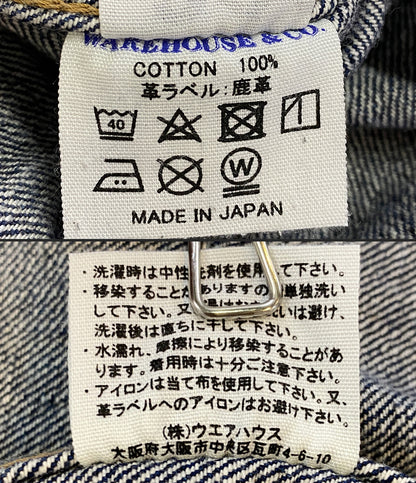 WAREHOUSE & CO.
COTTON 100%
革ラベル:鹿革
40
W
MADE IN JAPAN
・洗濯時は中性洗剤を使用して下さい。
・移染することがありますので単独洗い
して下さい。又、 はいは避け、
洗濯後は直ちに干して下さい。
・水濡れ、摩擦により移染することがあ
ります。着用時は十分ご注意下さい。
・アイロンは当て布を使用して下さい。又、
革ラベルへのアイロンはお避け下さい。
(株)ウエアハウス
大阪府大阪市中央区瓦町4-6-10